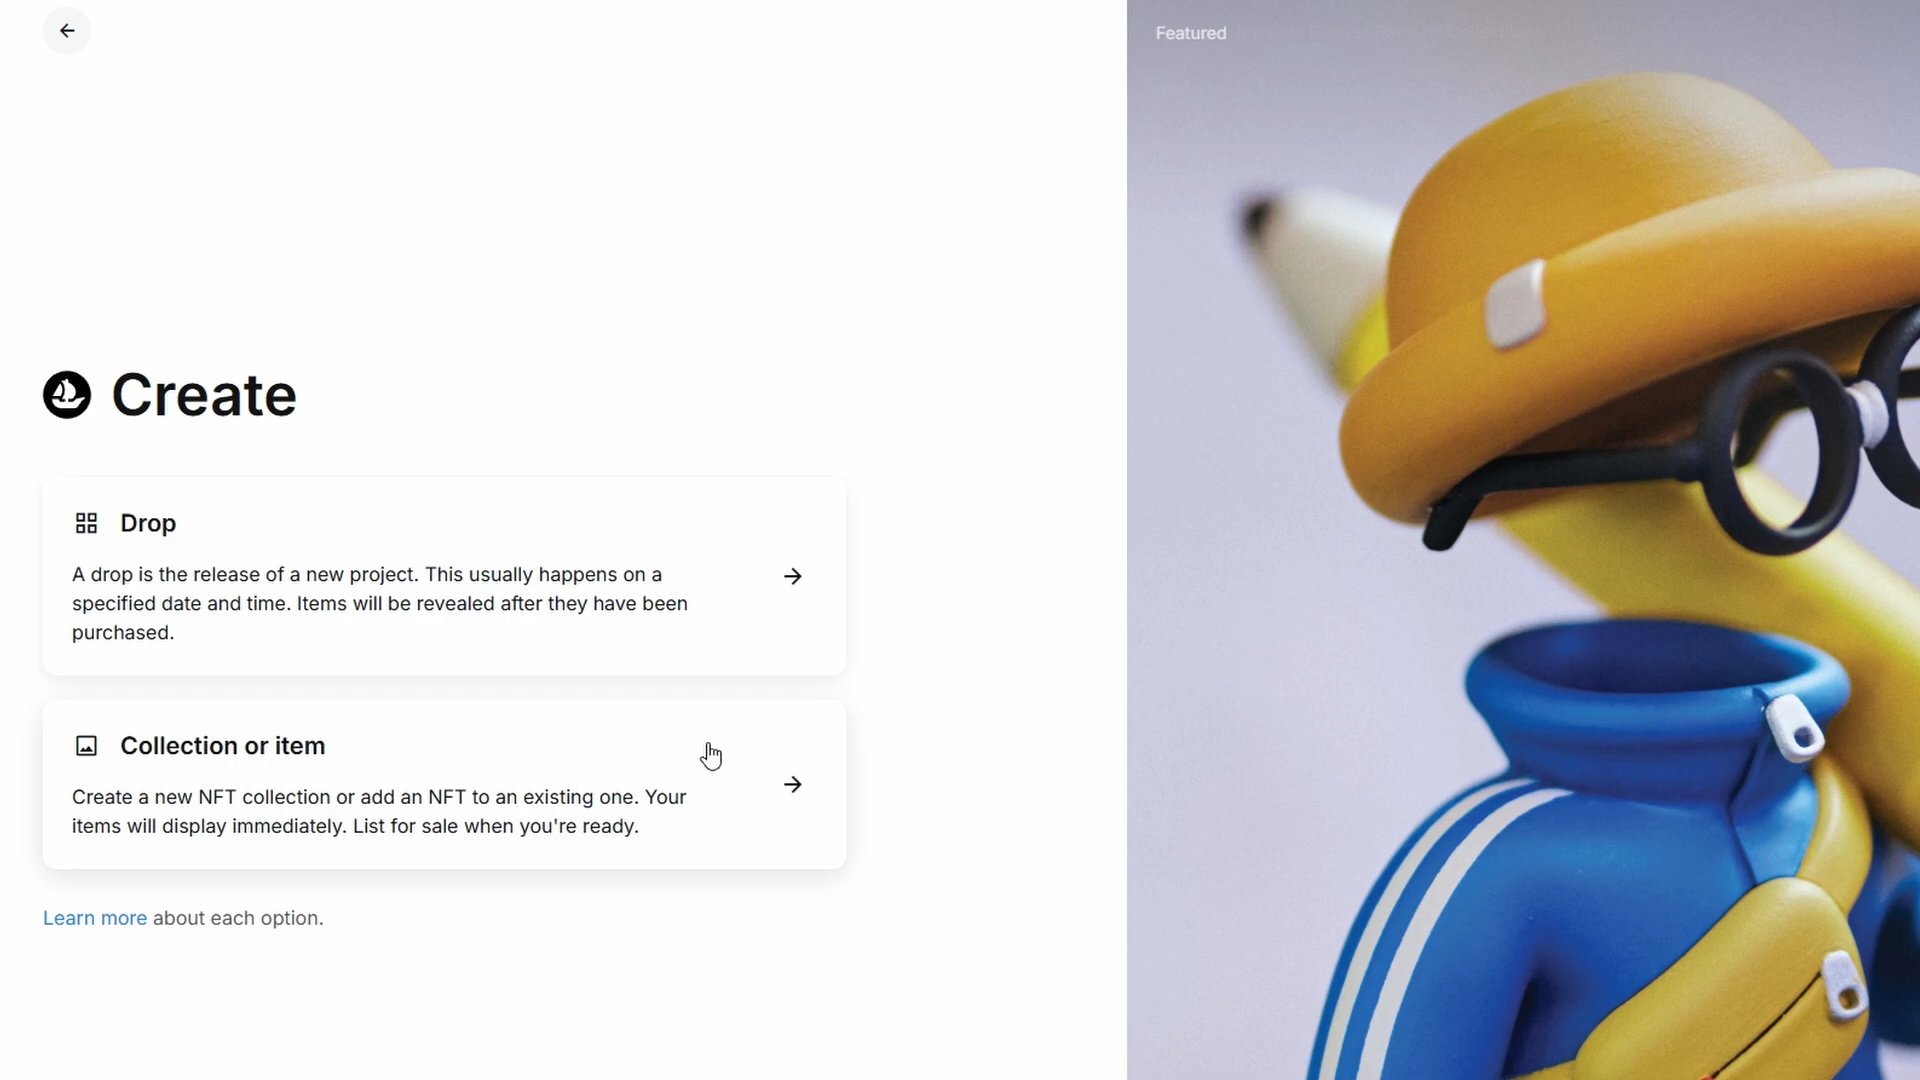 Featured
Create
Drop
A drop is the release of a new project. This usually happens on a
specified date and time. Items will be revealed after they have been
purchased.
Collection or item
Create a new NFT collection or add an NFT to an existing one. Your
items will display immediately. List for sale when you're ready.
Learn more about each option.